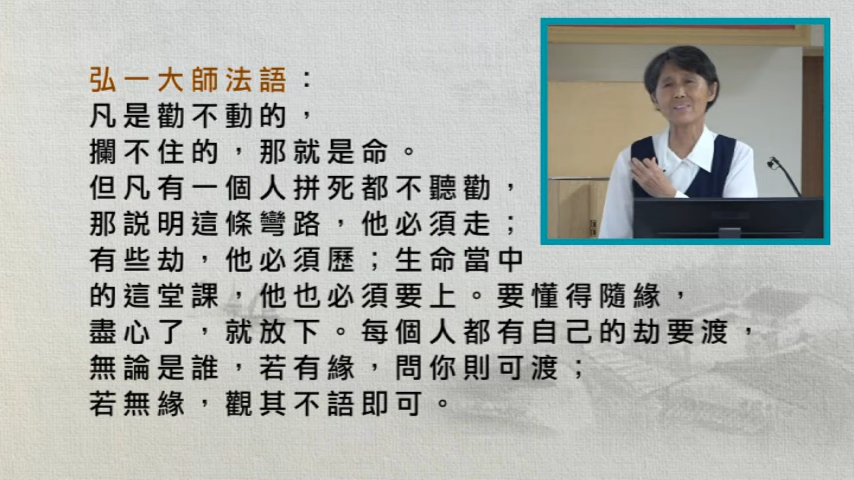 弘一大師法語：
凡是勸不動的，
攔不住的，那就是命。
但凡有一個人拼死都不聽勸，
那説明這條彎路，他必須走；
有些劫，他必須歷；生命當中
的這堂課，他也必須要上。要懂得隨緣，
盡心了，就放下。每個人都有自己的劫要渡，
無論是誰，若有緣，問你則可渡；
若無緣，觀其不語即可。